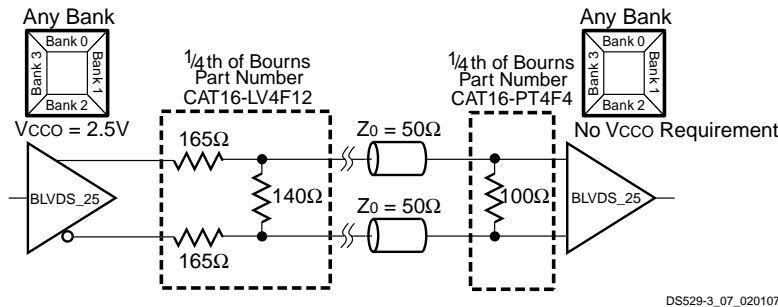 Any Bank
Bank 0
Bank 3
Bank 1
Bank 2
VCCO = 2.5V
BLVDS_25
1/4th of Bourns
Part Number
CAT16-LV4F12
165Ω
140Ω
165Ω
Z0 = 50Ω
Z0 = 50Ω
1/4th of Bourns
Part Number
CAT16-PT4F4
100Ω
Any Bank
Bank 0
Bank 3
Bank 1
Bank 2
No VCCO Requirement
BLVDS_25
DS529-3_07_020107